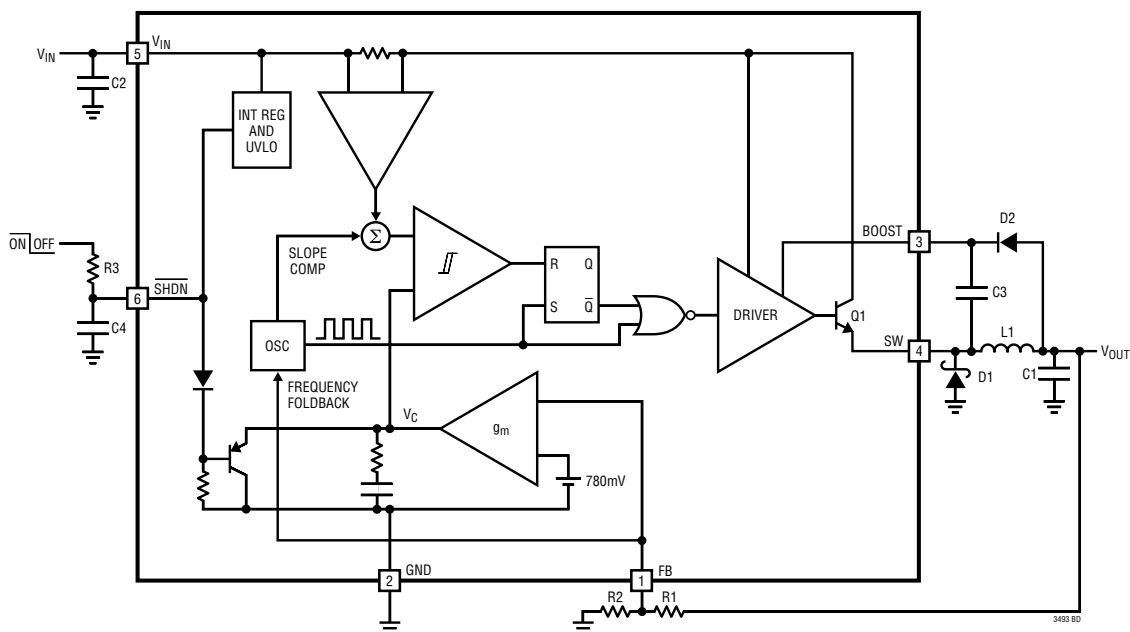 V_IN
5
V_IN
C2
INT REG
AND
UVLO
ON OFF
R3
6
SHDN
C4
SLOPE
COMP
Σ
R
Q
S
Q̅
OSC
FREQUENCY
FOLDBACK
V_C
g_m
780mV
DRIVER
Q1
BOOST
3
D2
C3
SW
4
L1
D1
C1
V_OUT
2
GND
1
FB
R2
R1
3493 BD